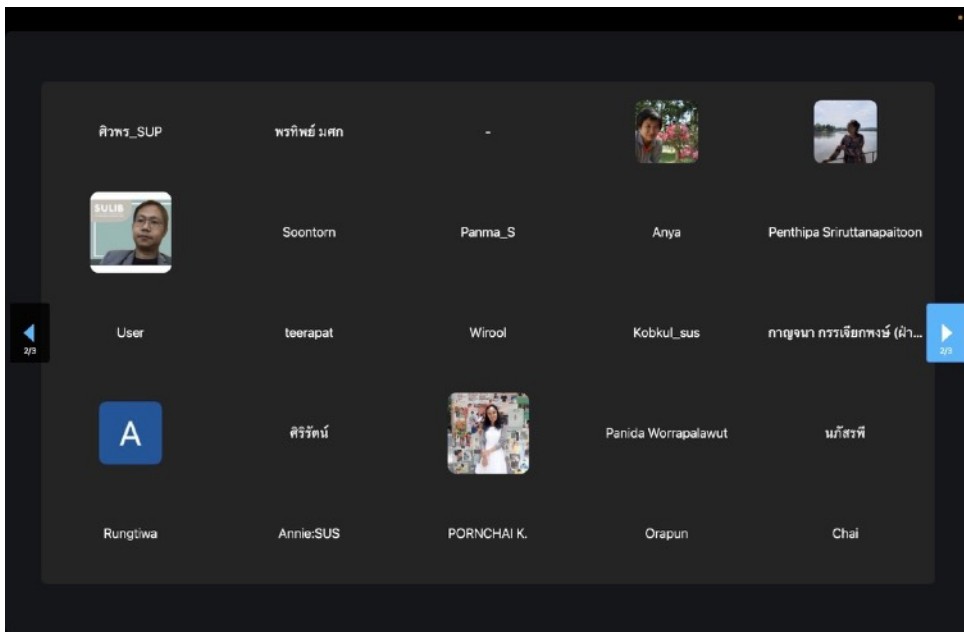 ศิวพร_SUP
พรทิพย์ มศก
-
SULIB
Soontorn
Panma_S
Anya
Penthipa Sriruttanapaitoon
2/3
User
teerapat
Wirool
Kobkul_sus
กาญจนา กรรเจียกพงษ์ (ฝ่า...
2/3
A
ศิริรัตน์
Panida Worrapalawut
นภัสรพี
Rungtiwa
Annie:SUS
PORNCHAI K.
Orapun
Chai